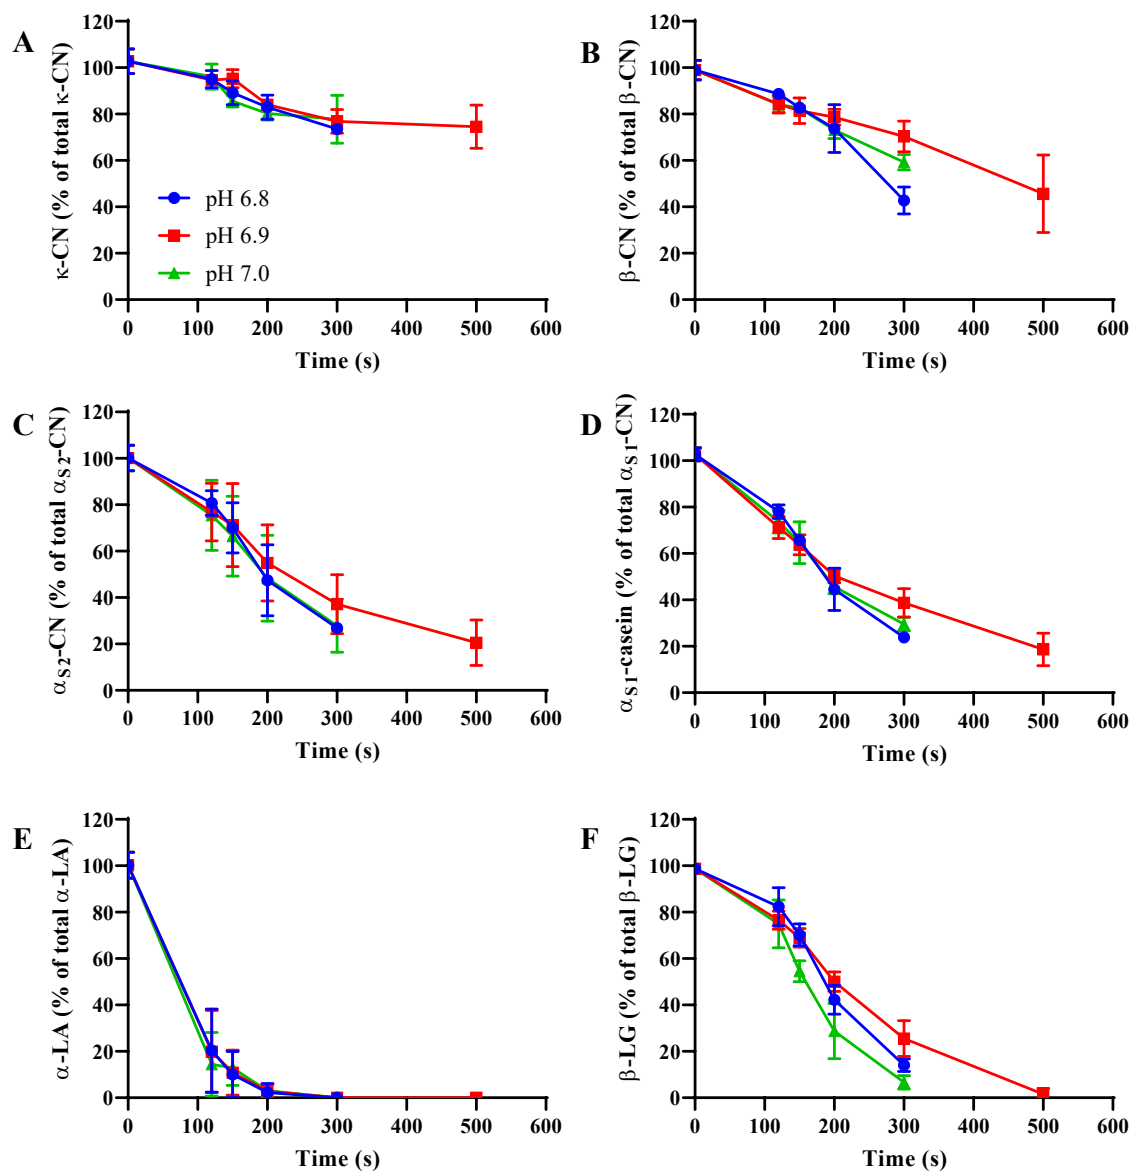 A
κ-CN (% of total κ-CN)
120
100
80
60
40
20
0
pH 6.8
pH 6.9
pH 7.0
0 100 200 300 400 500 600
Time (s)
B
β-CN (% of total β-CN)
120
100
80
60
40
20
0
0 100 200 300 400 500 600
Time (s)
C
αS2-CN (% of total αS2-CN)
120
100
80
60
40
20
0
0 100 200 300 400 500 600
Time (s)
D
αS1-casein (% of total αS1-CN)
120
100
80
60
40
20
0
0 100 200 300 400 500 600
Time (s)
E
α-LA (% of total α-LA)
120
100
80
60
40
20
0
0 100 200 300 400 500 600
Time (s)
F
β-LG (% of total β-LG)
120
100
80
60
40
20
0
0 100 200 300 400 500 600
Time (s)